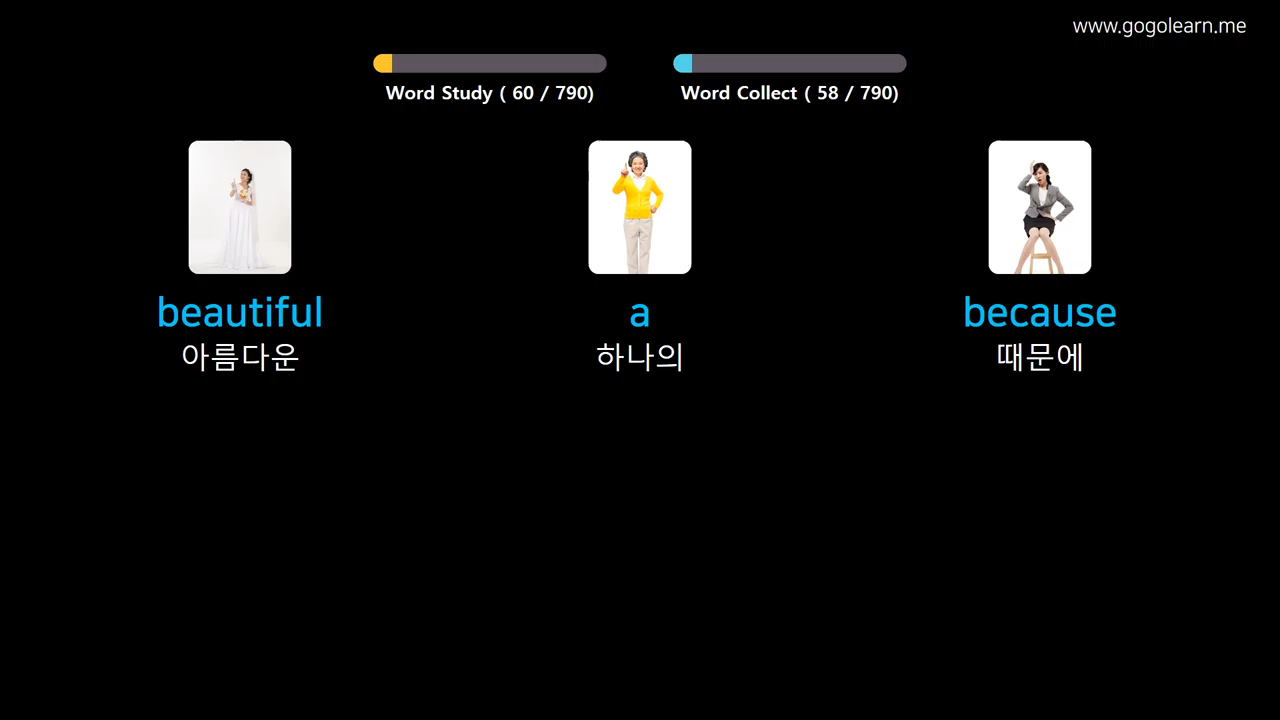 www.gogolearn.me
Word Study ( 60 / 790)
Word Collect ( 58 / 790)
beautiful
아름다운
a
하나의
because
때문에